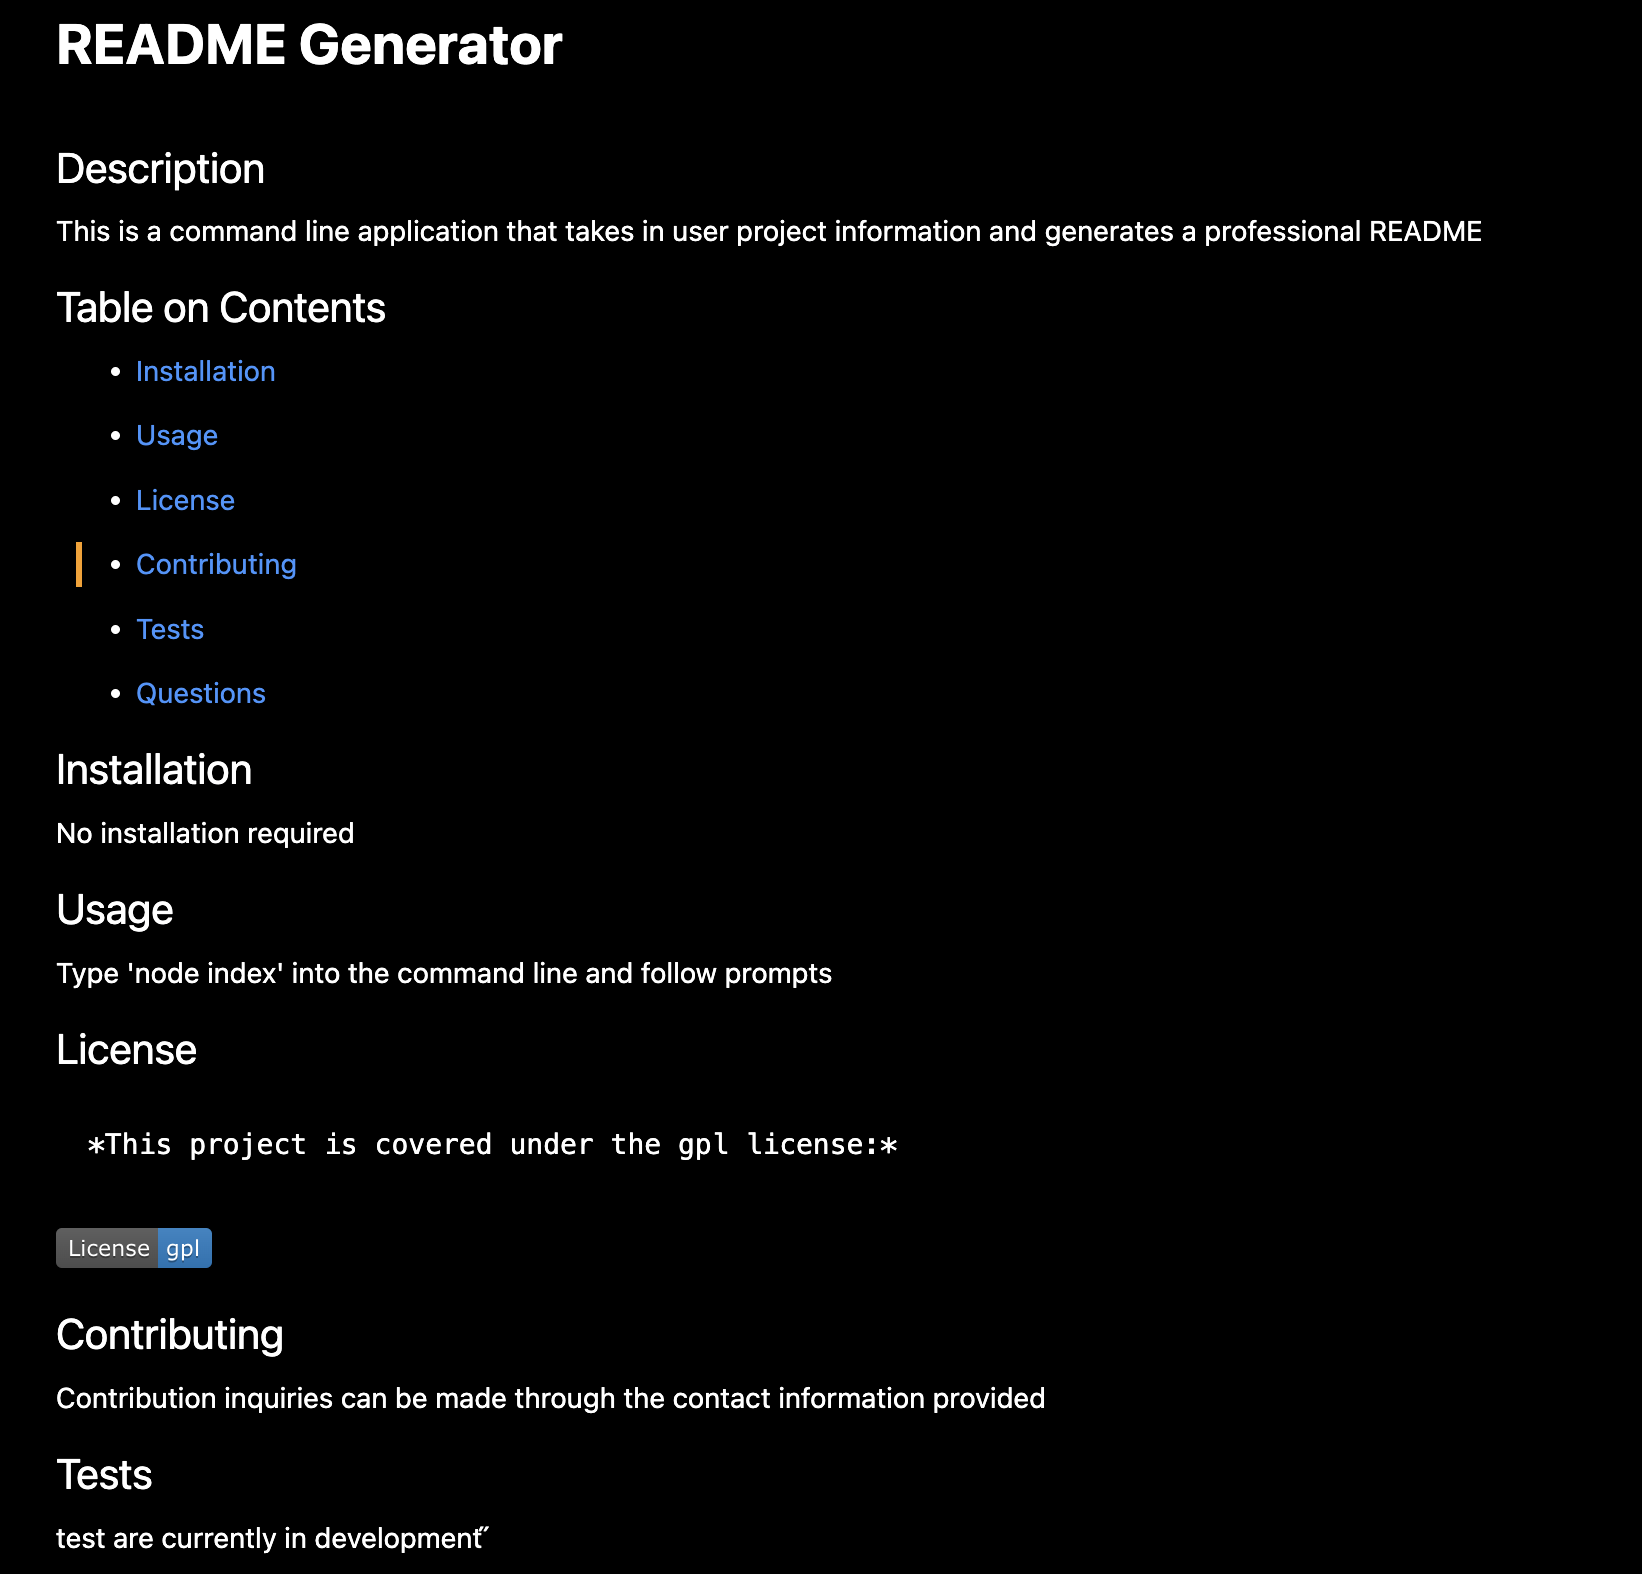 README Generator
Description
This is a command line application that takes in user project information and generates a professional README
Table on Contents
• Installation
• Usage
• License
• Contributing
• Tests
• Questions
Installation
No installation required
Usage
Type 'node index' into the command line and follow prompts
License
*This project is covered under the gpl license:*
License gpl
Contributing
Contribution inquiries can be made through the contact information provided
Tests
test are currently in development˝